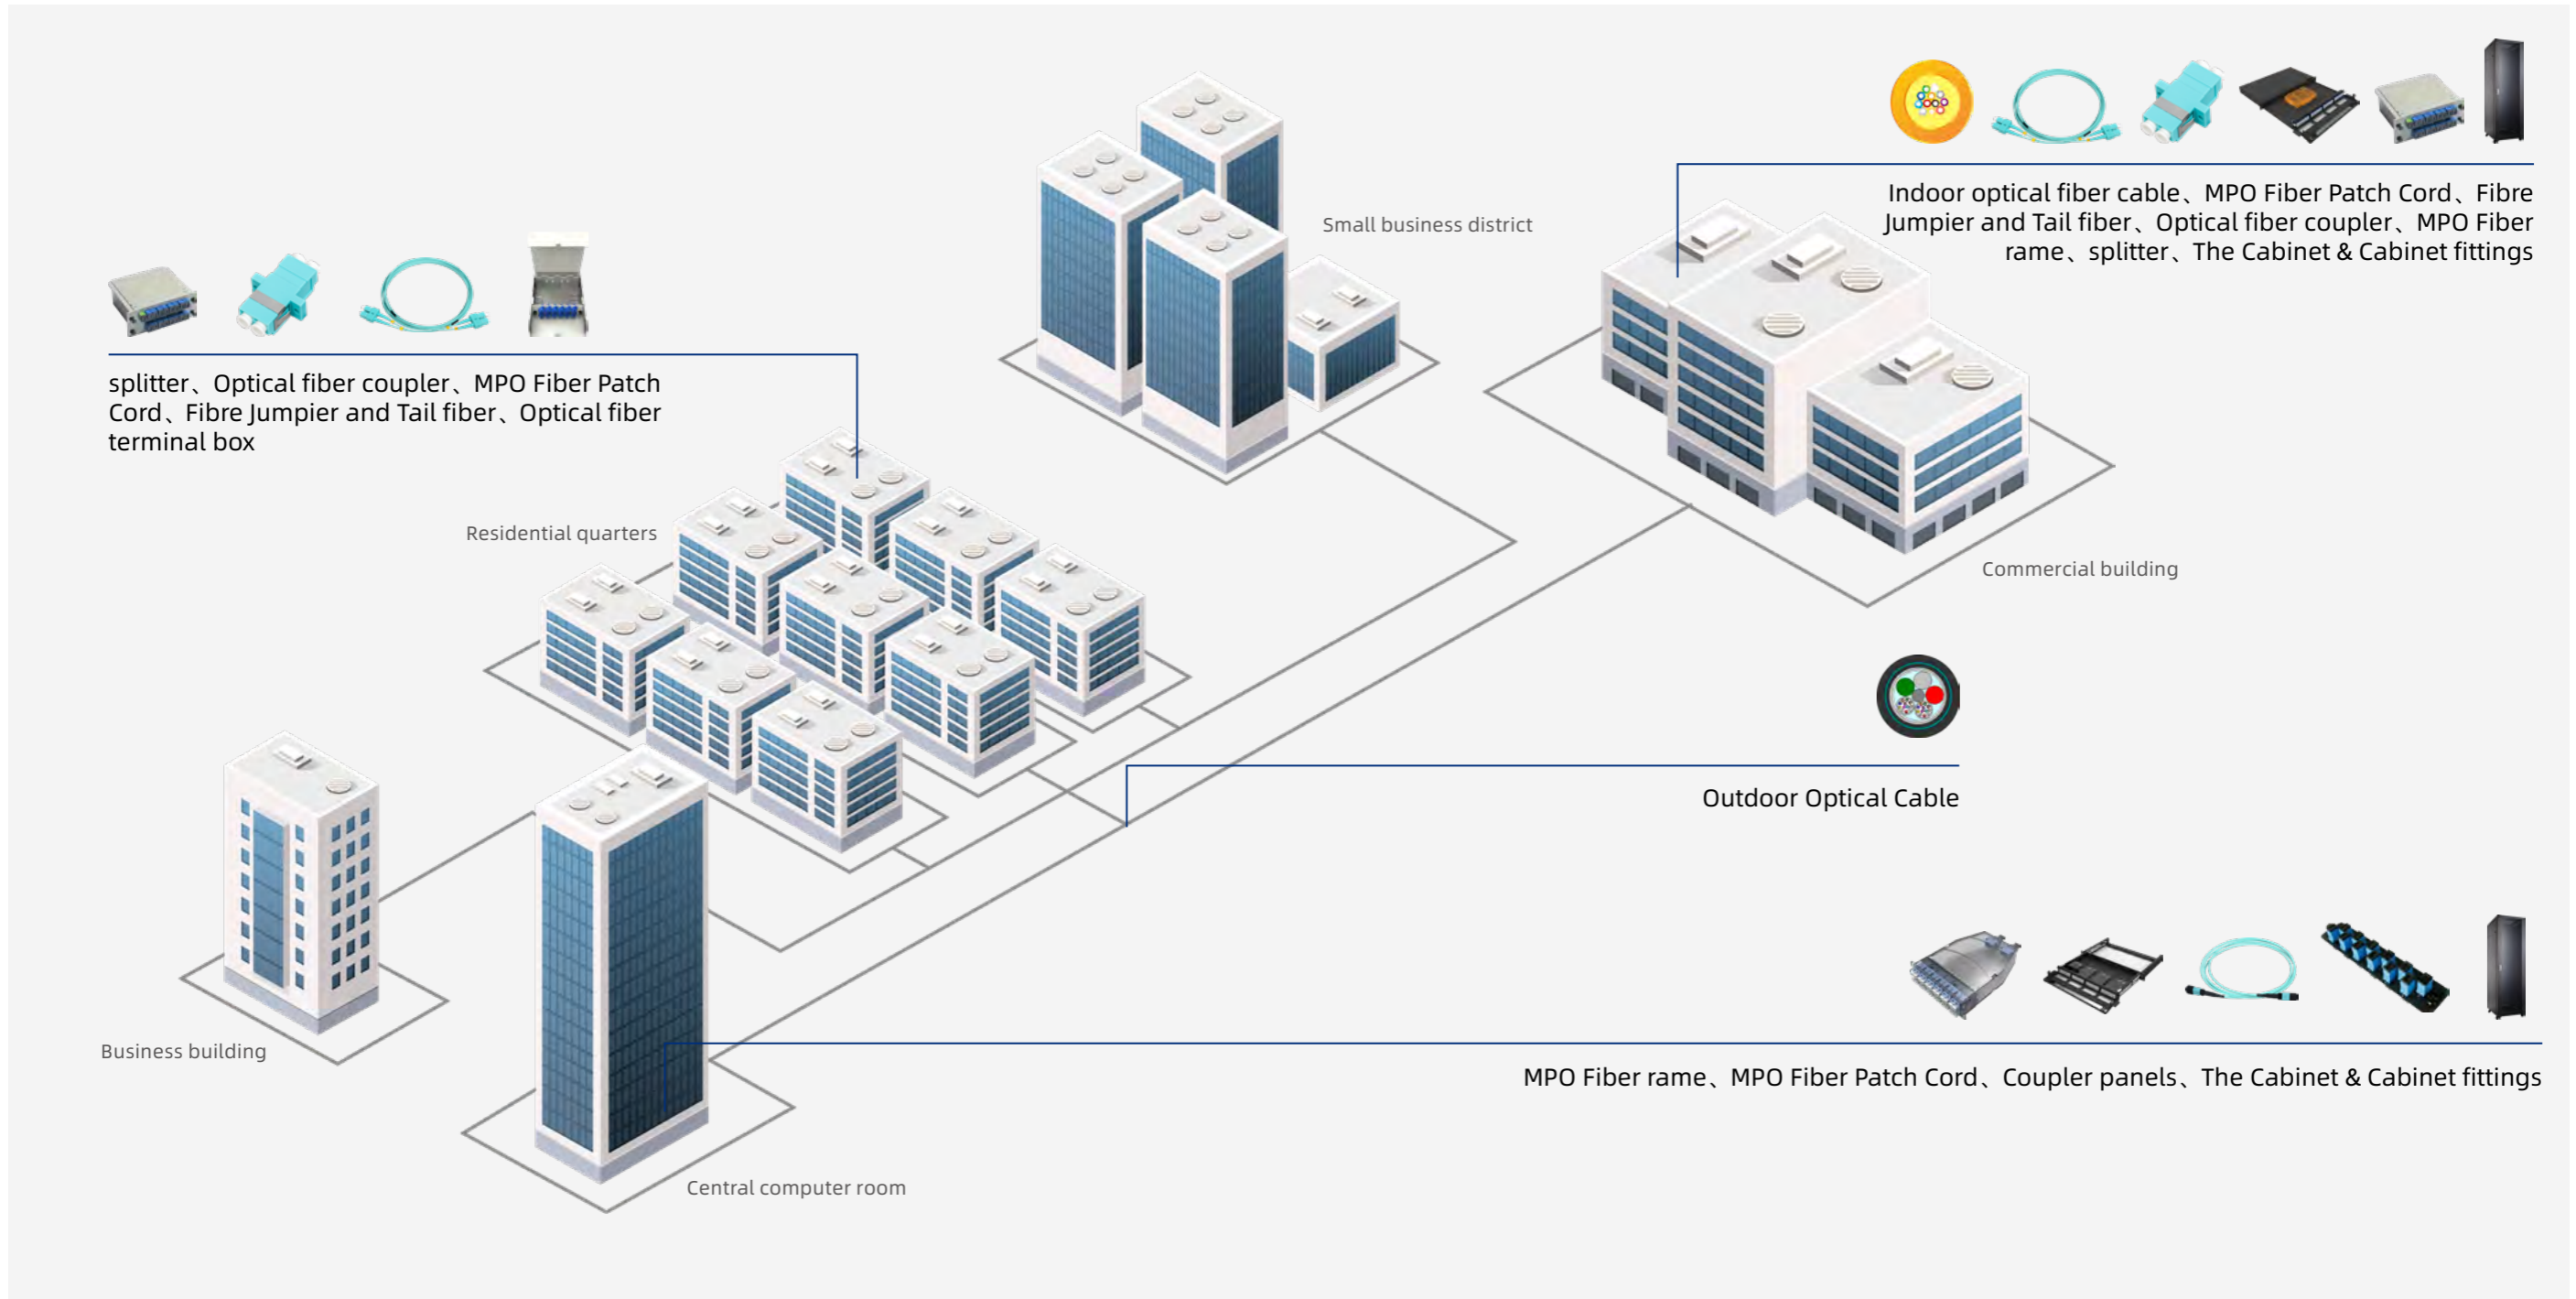 Indoor optical fiber cable、MPO Fiber Patch Cord、Fibre
Jumpier and Tail fiber、Optical fiber coupler、MPO Fiber
rame、splitter、The Cabinet & Cabinet fittings
Small business district
splitter、Optical fiber coupler、MPO Fiber Patch
Cord、Fibre Jumpier and Tail fiber、Optical fiber
terminal box
Residential quarters
Commercial building
Outdoor Optical Cable
Business building
MPO Fiber rame、MPO Fiber Patch Cord、Coupler panels、The Cabinet & Cabinet fittings
Central computer room